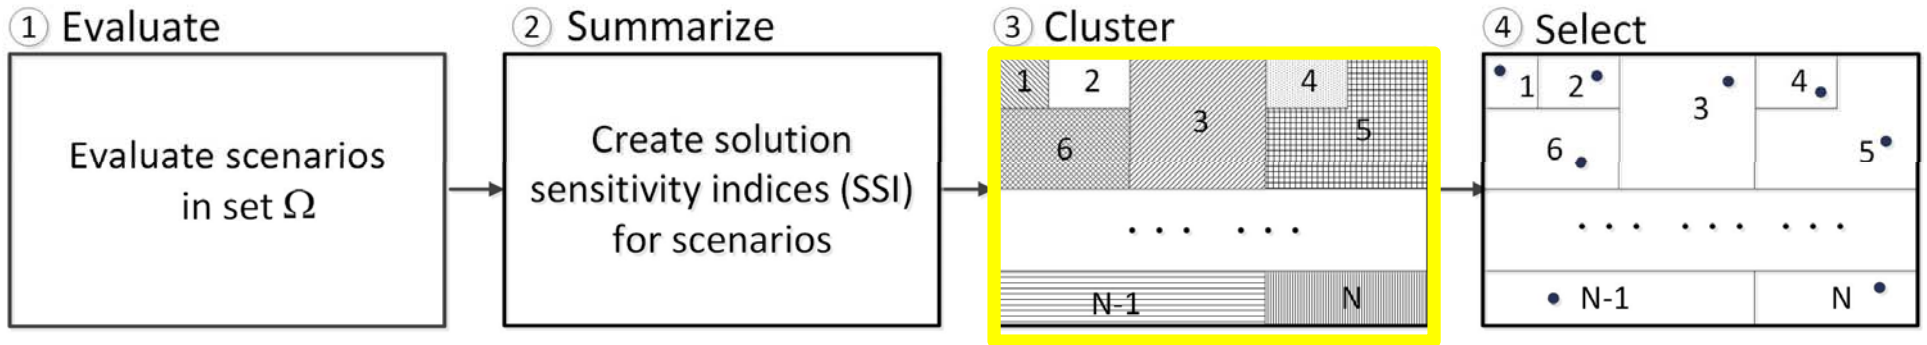 1 Evaluate
Evaluate scenarios
in set Ω
2 Summarize
Create solution
sensitivity indices (SSI)
for scenarios
3 Cluster
1 2 3 4 5 6
. . . . . .
N-1 N
4 Select
1 2 3 4 5 6
. . . . . . . . .
N-1 N